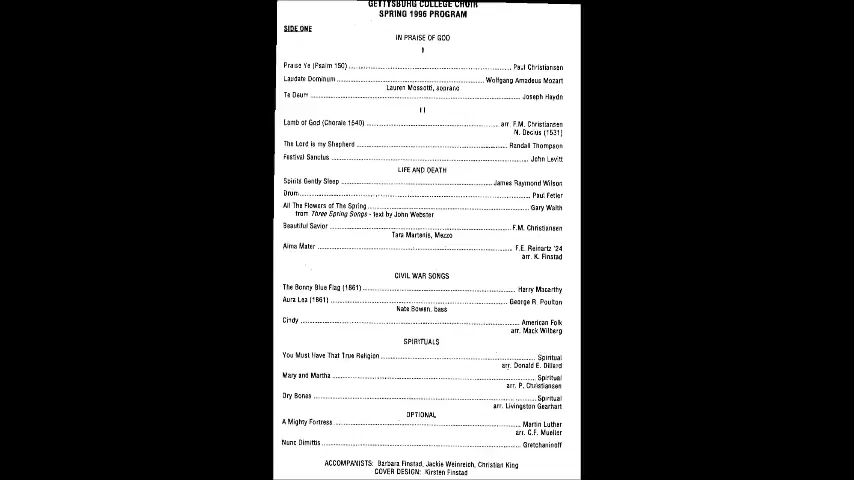 GETTYSBURG COLLEGE CHOIR
SPRING 1996 PROGRAM
SIDE ONE
IN PRAISE OF GOD
I
Praise Ye (Psalm 150) Paul Christiansen
Laudate Dominum Wolfgang Amadeus Mozart
Lauren Mossotti, soprano
Te Deum Joseph Haydn
II
Lamb of God (Chorale 1540) arr. F.M. Christiansen
N. Decius (1531)
The Lord is my Shepherd Randall Thompson
Festival Sanctus John Levitt
LIFE AND DEATH
Spirits Gently Sleep James Raymond Wilson
Drum Paul Fetler
All The Flowers of The Spring Gary Walth
from Three Spring Songs - text by John Webster
Beautiful Savior F.M. Christiansen
Tara Martenis, Mezzo
Alma Mater F.E. Reinartz '24
arr. K. Finstad
CIVIL WAR SONGS
The Bonny Blue Flag (1861) Harry Macarthy
Aura Lea (1861) George R. Poulton
Nate Bowen, bass
Cindy American Folk
arr. Mack Wilberg
SPIRITUALS
You Must Have That True Religion Spiritual
arr. Donald E. Dillard
Mary and Martha Spiritual
arr. P. Christiansen
Dry Bones Spiritual
arr. Livingston Gearhart
OPTIONAL
A Mighty Fortress Martin Luther
arr. C.F. Mueller
Nunc Dimittis Gretchaninoff
ACCOMPANISTS: Barbara Finstad, Jackie Weinreich, Christian King
COVER DESIGN: Kirsten Finstad